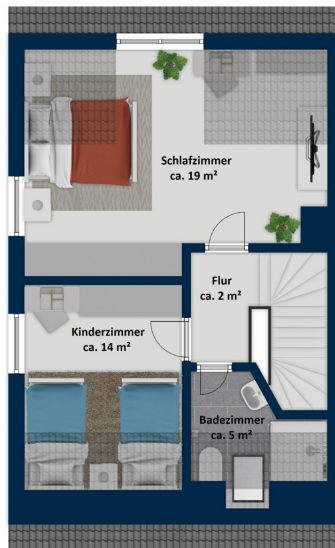 Schlafzimmer
ca. 19 m²
Flur
ca. 2 m²
Kinderzimmer
ca. 14 m²
Badezimmer
ca. 5 m²